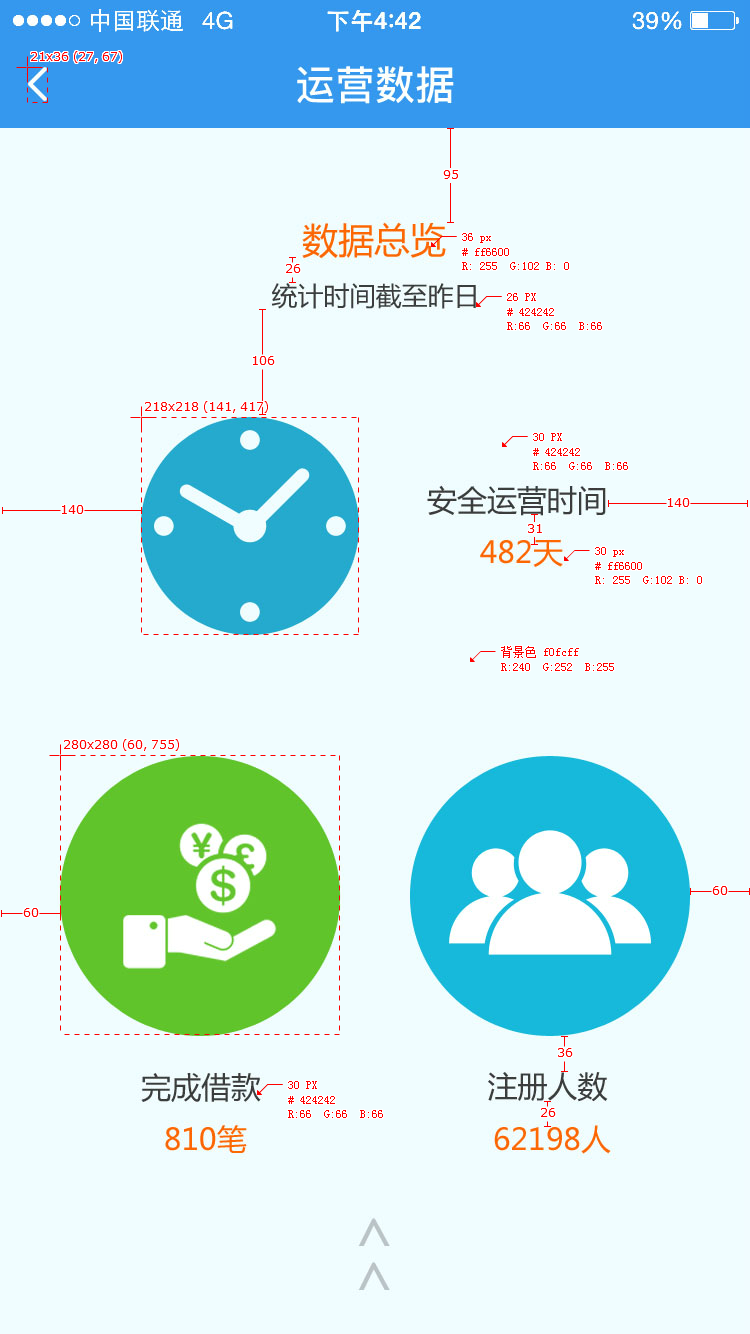 中国联通 4G 下午4:42 39%
21x36 (27, 67)
运营数据
95
数据总览
36 px
# ff6600
R: 255 G:102 B: 0
26
统计时间截至昨日
26 PX
# 424242
R:66 G:66 B:66
106
218x218 (141, 417)
30 PX
# 424242
R:66 G:66 B:66
140
安全运营时间
140
31
482天
30 px
# ff6600
R: 255 G:102 B: 0
背景色 f0fcff
R:240 G:252 B:255
280x280 (60, 755)
¥ £
$
60
60
36
完成借款
30 PX
# 424242
R:66 G:66 B:66
注册人数
26
810笔
62198人